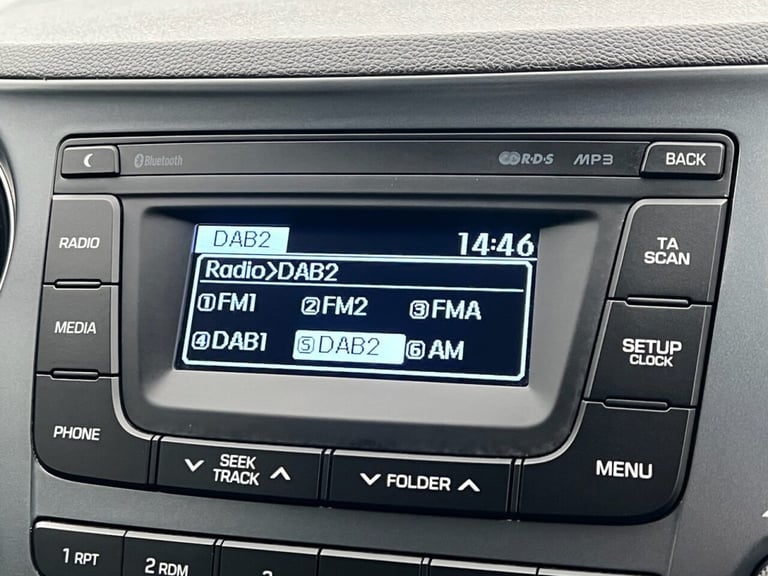 Bluetooth R·D·S MP3 BACK
RADIO
MEDIA
PHONE
DAB2 14:46
Radio>DAB2
①FM1 ②FM2 ③FMA
④DAB1 ⑤DAB2 ⑥AM
TA
SCAN
SETUP
CLOCK
SEEK
TRACK
FOLDER
MENU
1 RPT
2 RDM